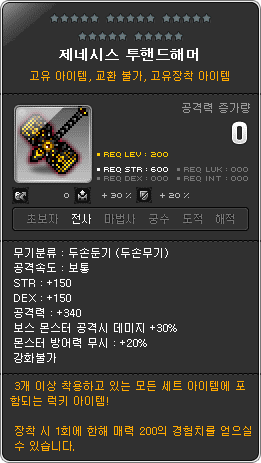 제네시스 투핸드해머
고유 아이템, 교환 불가, 고유장착 아이템
공격력 증가량
0
REQ LEV : 200
REQ STR : 600 REQ LUK : 000
REQ DEX : 000 REQ INT : 000
0 +30% +20%
초보자 전사 마법사 궁수 도적 해적
무기분류 : 두손둔기 (두손무기)
공격속도 : 보통
STR : +150
DEX : +150
공격력 : +340
보스 몬스터 공격시 데미지 +30%
몬스터 방어력 무시 : +20%
강화불가
3개 이상 착용하고 있는 모든 세트 아이템에 포
함되는 럭키 아이템!
장착 시 1회에 한해 매력 200의 경험치를 얻으실
수 있습니다.